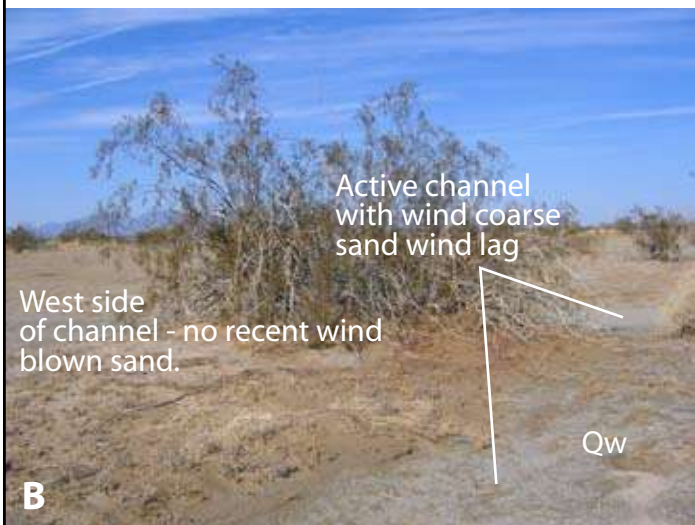 Active channel
with wind coarse
sand wind lag
West side
of channel - no recent wind
blown sand.
Qw
B